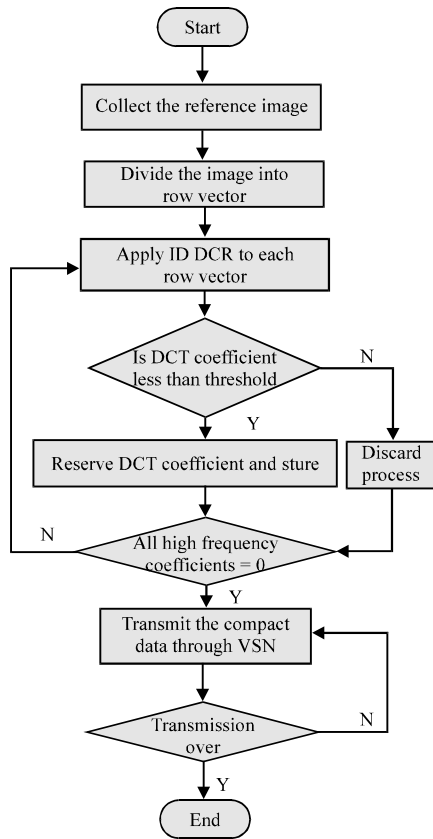 Start
Collect the reference image
Divide the image into
row vector
Apply ID DCR to each
row vector
Is DCT coefficient
less than threshold
N
Y
Reserve DCT coefficient and sture
Discard
process
N
All high frequency
coefficients = 0
Y
Transmit the compact
data through VSN
Transmission
over
N
Y
End